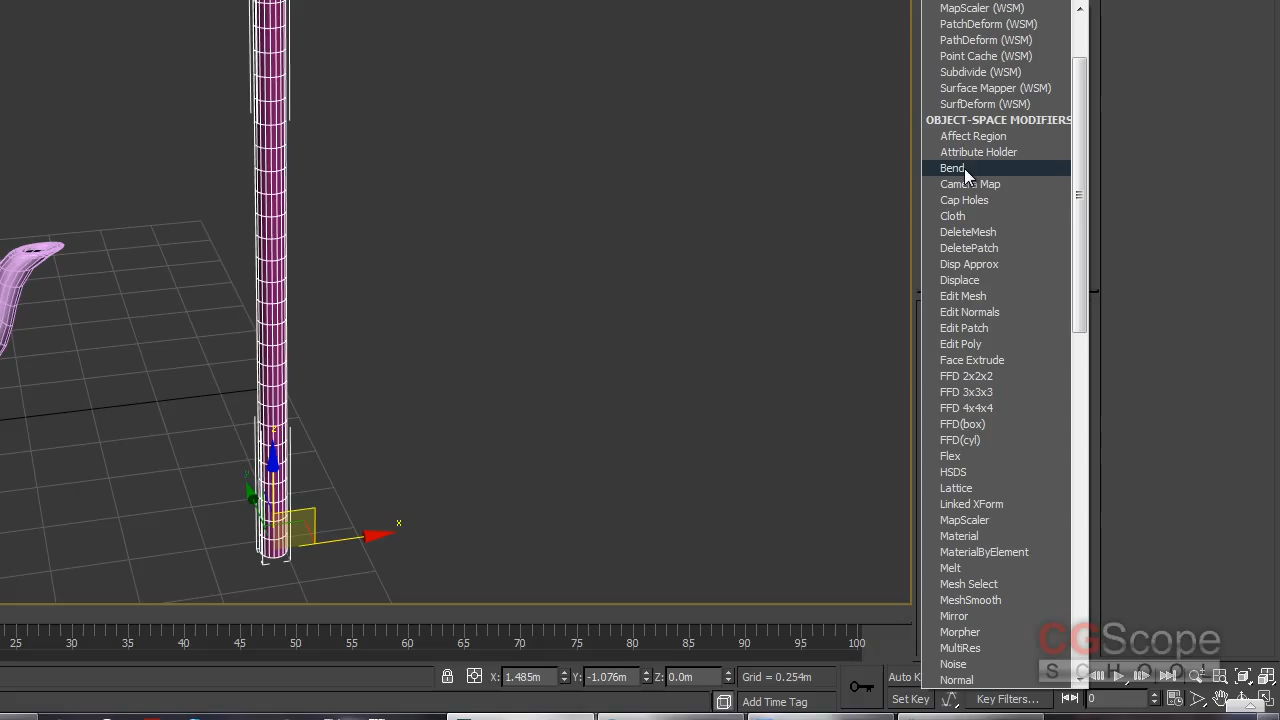 MapScaler (WSM)
PatchDeform (WSM)
PathDeform (WSM)
Point Cache (WSM)
Subdivide (WSM)
Surface Mapper (WSM)
SurfDeform (WSM)
OBJECT-SPACE MODIFIERS
Affect Region
Attribute Holder
Bend
Camera Map
Cap Holes
Cloth
DeleteMesh
DeletePatch
Disp Approx
Displace
Edit Mesh
Edit Normals
Edit Patch
Edit Poly
Face Extrude
FFD 2x2x2
FFD 3x3x3
FFD 4x4x4
FFD(box)
FFD(cyl)
Flex
HSDS
Lattice
Linked XForm
MapScaler
Material
MaterialByElement
Melt
Mesh Select
MeshSmooth
Mirror
Morpher
MultiRes
Noise
Normal
z
y
x
25 30 35 40 45 50 55 60 65 70 75 80 85 90 95 100
X: 1.485m Y: -1.076m Z: 0.0m Grid = 0.254m Auto K
Add Time Tag Set Key Key Filters... 0
CGScope
SCHOOL